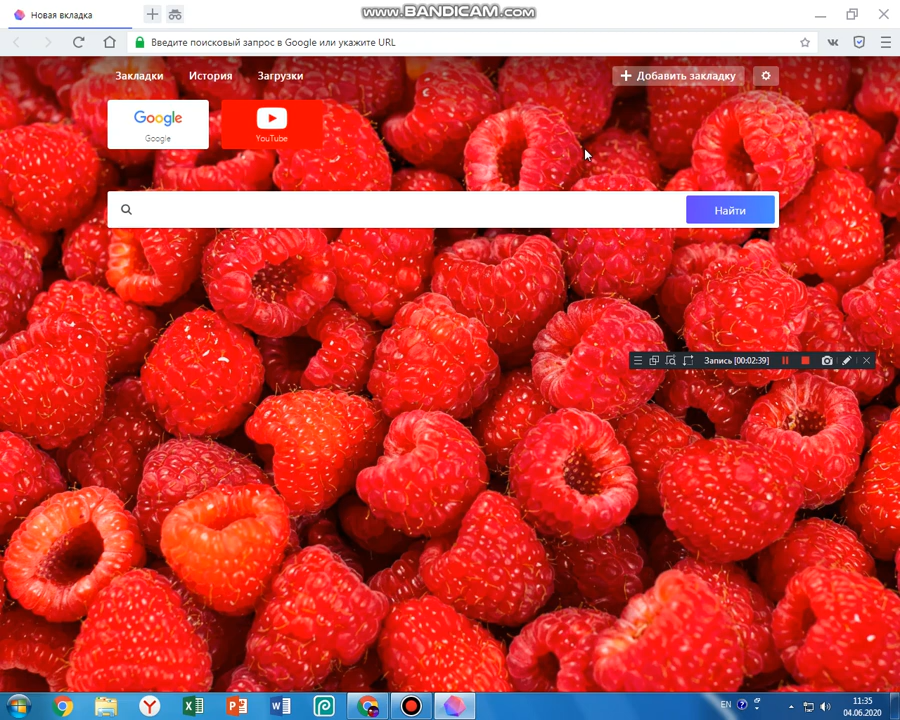 Новая вкладка
www.BANDICAM.com
Введите поисковый запрос в Google или укажите URL
Закладки История Загрузки
Добавить закладку
Google
Google
YouTube
Найти
Запись [00:02:39]
EN
11:35
04.06.2020